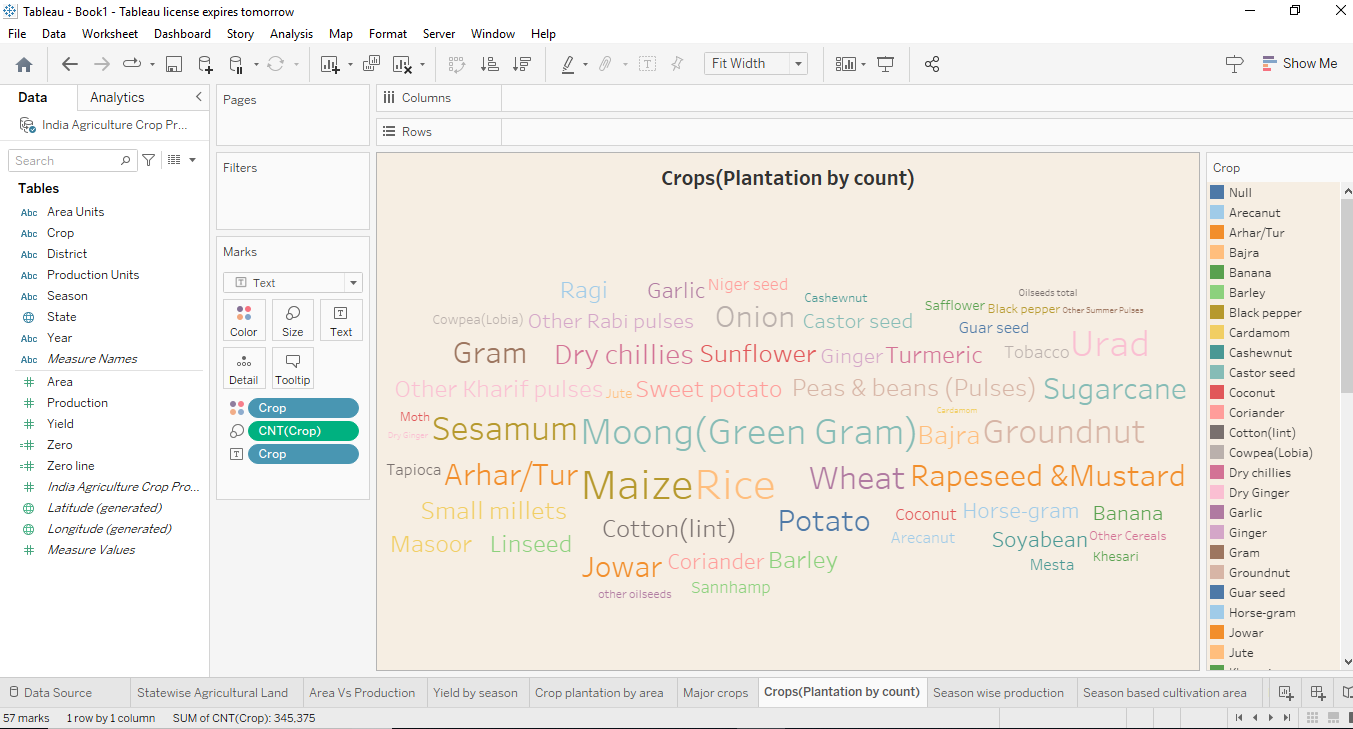 Tableau - Book1 - Tableau license expires tomorrow
File Data Worksheet Dashboard Story Analysis Map Format Server Window Help
Fit Width
Show Me
Data Analytics
India Agriculture Crop Pr...
Search
Tables
Abc Area Units
Abc Crop
Abc District
Abc Production Units
Abc Season
State
Abc Year
Abc Measure Names
Area
Production
Yield
Zero
Zero line
India Agriculture Crop Pro...
Latitude (generated)
Longitude (generated)
Measure Values
Pages
Filters
Marks
Text
Color Size Text
Detail Tooltip
Crop
CNT(Crop)
Crop
Columns
Rows
Crops(Plantation by count)
Ragi Garlic Niger seed Cashewnut Oilseeds total
Cowpea(Lobia) Other Rabi pulses Onion Castor seed Safflower Black pepper Other Summer Pulses
Guar seed
Gram Dry chillies Sunflower Ginger Turmeric Tobacco Urad
Other Kharif pulses Jute Sweet potato Peas & beans (Pulses) Sugarcane
Moth Cardamom
Dry Ginger Sesamum Moong(Green Gram) Bajra Groundnut
Tapioca Arhar/Tur Maize Rice Wheat Rapeseed &Mustard
Small millets Cotton(lint) Potato Coconut Horse-gram Banana
Masoor Linseed Arecanut Soyabean Other Cereals
Jowar Coriander Barley Mesta Khesari
other oilseeds Sannhamp
Crop
Null
Arecanut
Arhar/Tur
Bajra
Banana
Barley
Black pepper
Cardamom
Cashewnut
Castor seed
Coconut
Coriander
Cotton(lint)
Cowpea(Lobia)
Dry chillies
Dry Ginger
Garlic
Ginger
Gram
Groundnut
Guar seed
Horse-gram
Jowar
Jute
Data Source Statewise Agricultural Land Area Vs Production Yield by season Crop plantation by area Major crops Crops(Plantation by count) Season wise production Season based cultivation area
57 marks 1 row by 1 column SUM of CNT(Crop): 345,375